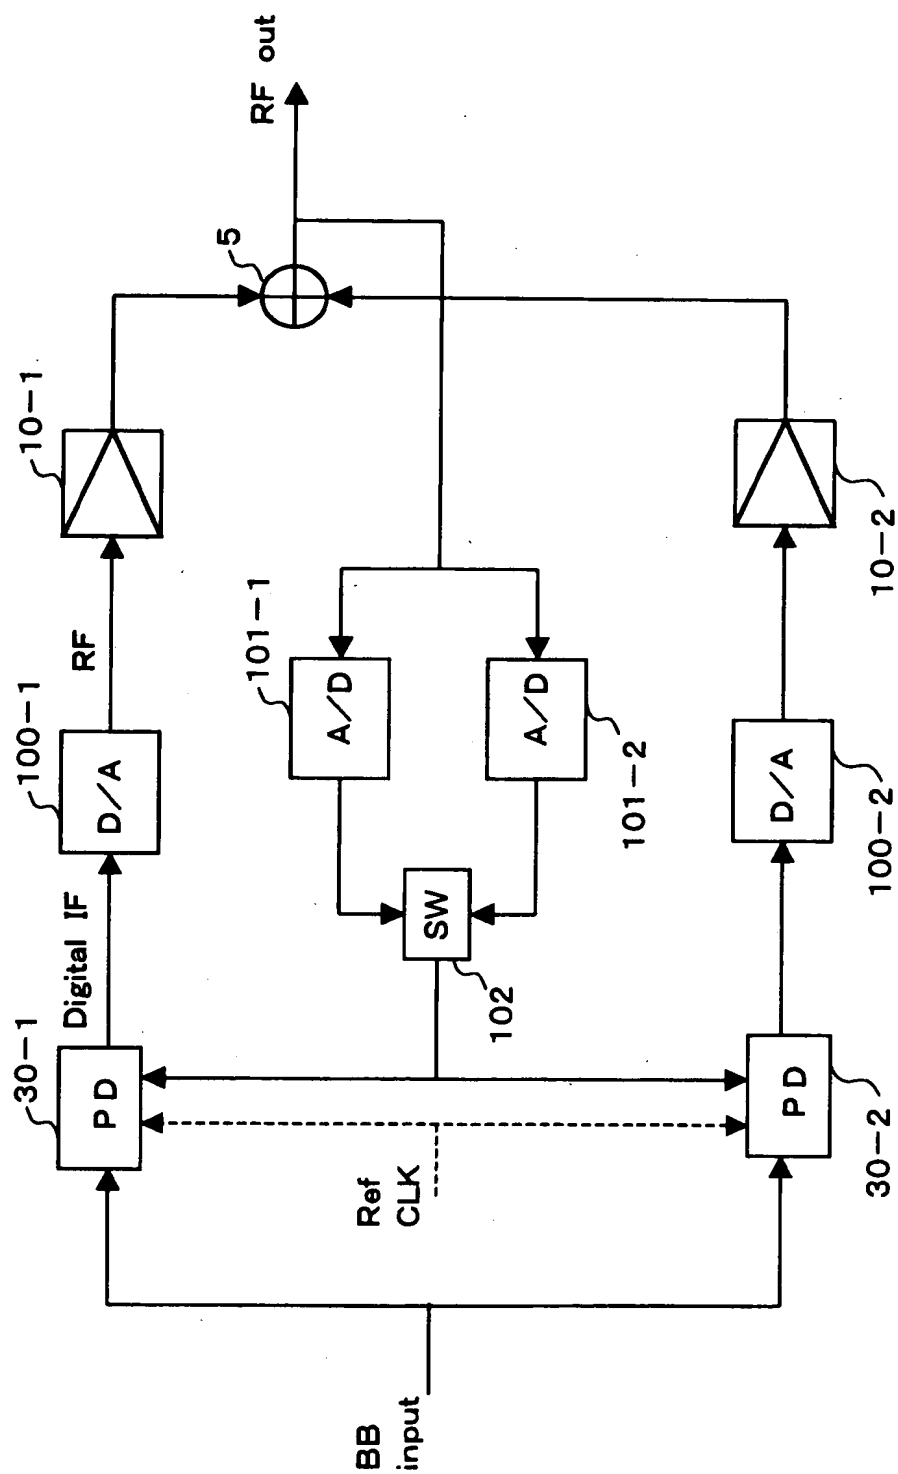 BB
input
30-1
PD
Digital IF
100-1
D/A
RF
10-1
5
RF out
Ref
CLK
102
SW
101-1
A/D
101-2
A/D
30-2
PD
100-2
D/A
10-2